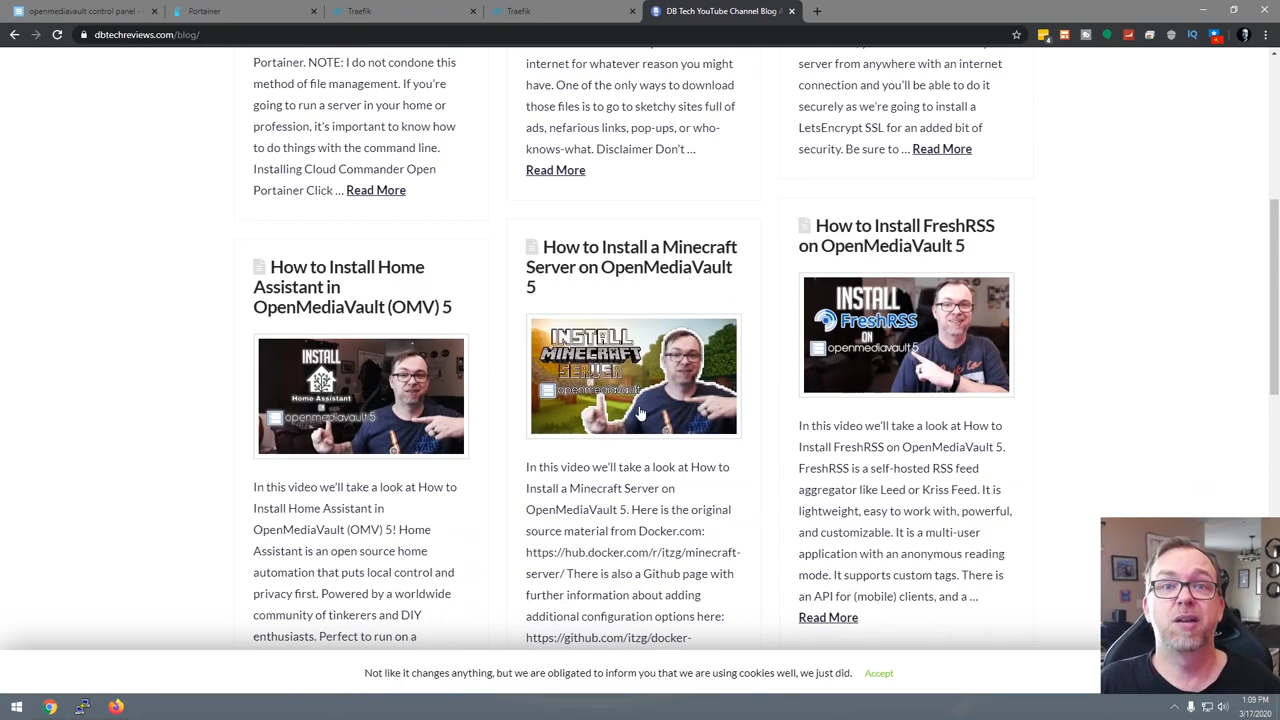 openmediavault control panel -
Portainer
Traefik
Traefik
DB Tech YouTube Channel Blog A
dbtechreviews.com/blog/
Portainer. NOTE: I do not condone this
method of file management. If you're
going to run a server in your home or
profession, it's important to know how
to do things with the command line.
Installing Cloud Commander Open
Portainer Click ... Read More
internet for whatever reason you might
have. One of the only ways to download
those files is to go to sketchy sites full of
ads, nefarious links, pop-ups, or who-
knows-what. Disclaimer Don't ...
Read More
server from anywhere with an internet
connection and you'll be able to do it
securely as we're going to install a
LetsEncrypt SSL for an added bit of
security. Be sure to ... Read More
How to Install Home
Assistant in
OpenMediaVault (OMV) 5
INSTALL
Home Assistant
ON
openmediavault 5
In this video we'll take a look at How to
Install Home Assistant in
OpenMediaVault (OMV) 5! Home
Assistant is an open source home
automation that puts local control and
privacy first. Powered by a worldwide
community of tinkerers and DIY
enthusiasts. Perfect to run on a
How to Install a Minecraft
Server on OpenMediaVault
5
INSTALL
MINECRAFT
SERVER
openmediavault
In this video we'll take a look at How to
Install a Minecraft Server on
OpenMediaVault 5. Here is the original
source material from Docker.com:
https://hub.docker.com/r/itzg/minecraft-
server/ There is also a Github page with
further information about adding
additional configuration options here:
https://github.com/itzg/docker-
How to Install FreshRSS
on OpenMediaVault 5
INSTALL
FreshRSS
ON
openmediavault 5
In this video we'll take a look at How to
Install FreshRSS on OpenMediaVault 5.
FreshRSS is a self-hosted RSS feed
aggregator like Leed or Kriss Feed. It is
lightweight, easy to work with, powerful,
and customizable. It is a multi-user
application with an anonymous reading
mode. It supports custom tags. There is
an API for (mobile) clients, and a ...
Read More
Not like it changes anything, but we are obligated to inform you that we are using cookies well, we just did. Accept
1:09 PM
3/17/2020